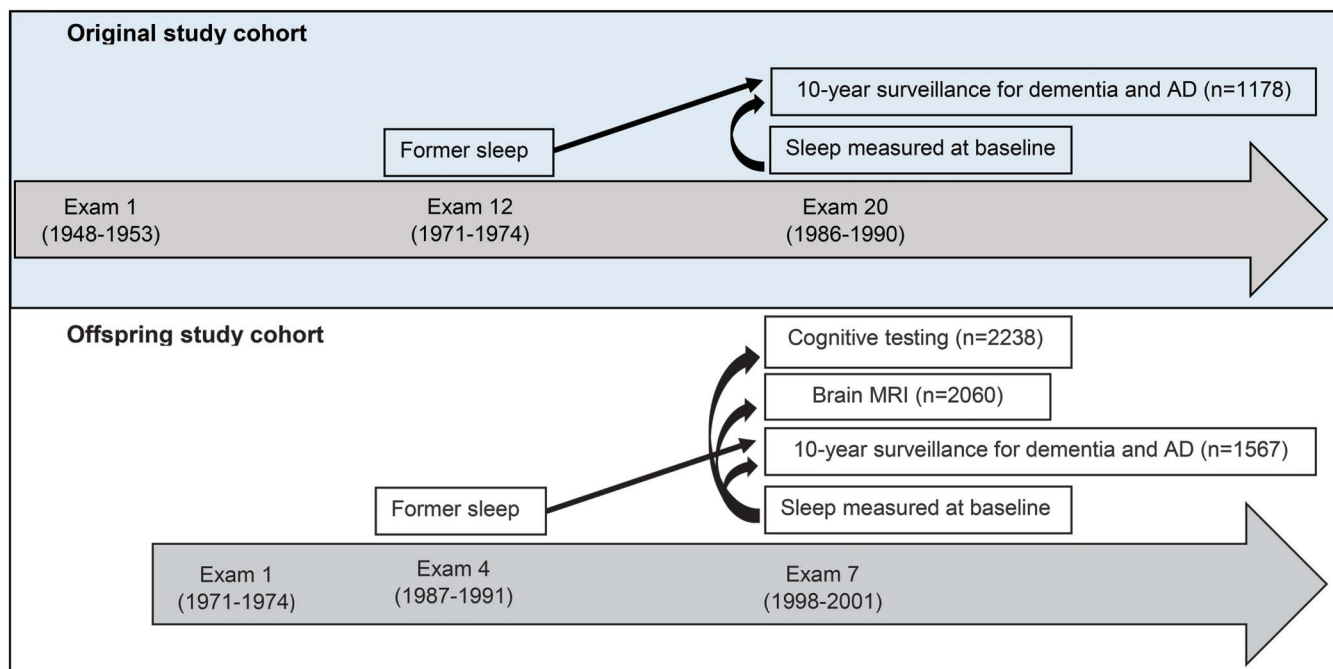 Original study cohort
10-year surveillance for dementia and AD (n=1178)
Former sleep
Sleep measured at baseline
Exam 1
(1948-1953)
Exam 12
(1971-1974)
Exam 20
(1986-1990)
Offspring study cohort
Cognitive testing (n=2238)
Brain MRI (n=2060)
10-year surveillance for dementia and AD (n=1567)
Former sleep
Sleep measured at baseline
Exam 1
(1971-1974)
Exam 4
(1987-1991)
Exam 7
(1998-2001)